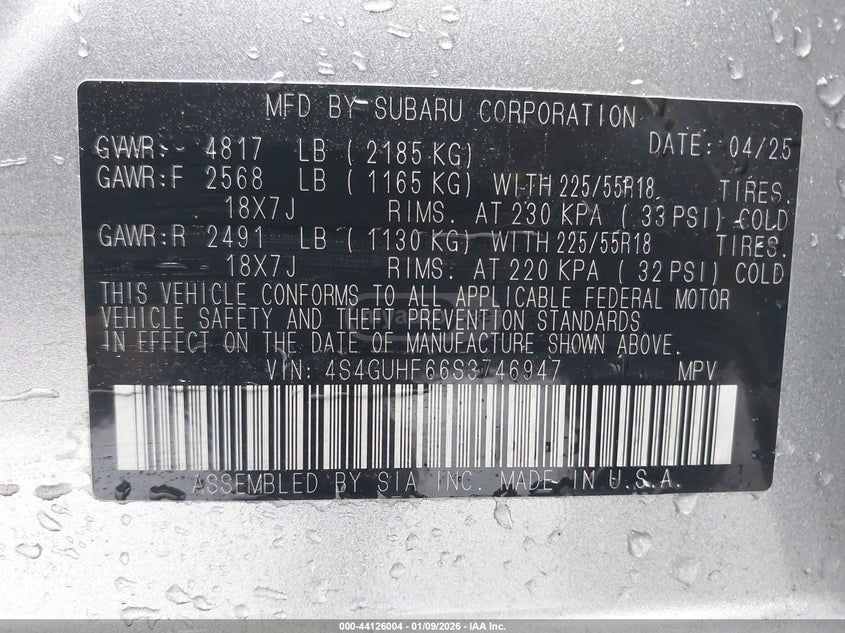 MFD BY SUBARU CORPORATION
GVWR: 4817 LB ( 2185 KG) DATE: 04/25
GAWR:F 2568 LB ( 1165 KG) WITH 225/55R18 TIRES.
18X7J RIMS. AT 230 KPA ( 33 PSI) COLD
GAWR:R 2491 LB ( 1130 KG) WITH 225/55R18 TIRES.
18X7J RIMS. AT 220 KPA ( 32 PSI) COLD
THIS VEHICLE CONFORMS TO ALL APPLICABLE FEDERAL MOTOR
VEHICLE SAFETY AND THEFT PREVENTION STANDARDS
IN EFFECT ON THE DATE OF MANUFACTURE SHOWN ABOVE.
VIN: 4S4GUHF66S3746947 MPV
ASSEMBLED BY SIA INC. MADE IN U.S.A.
000-44126004 - 01/09/2026 - IAA Inc.